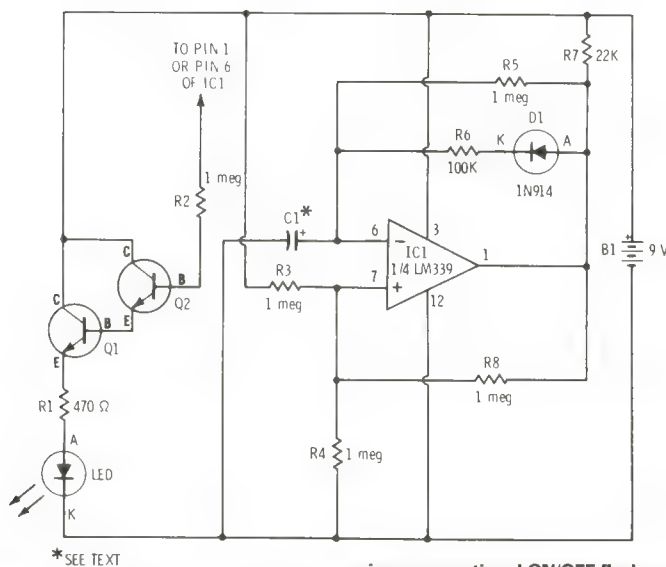 TO PIN 1
OR PIN 6
OF IC1
1 meg
R2
C
B
E
Q2
C
B
E
Q1
R1
470 Ω
A
LED
K
* SEE TEXT
R7
22K
R5
1 meg
D1
R6
K
A
100K
1N914
C1*
+
6
−
3
IC1
1/4 LM339
1
7
+
12
R3
1 meg
R8
1 meg
R4
1 meg
B1
+
9 V